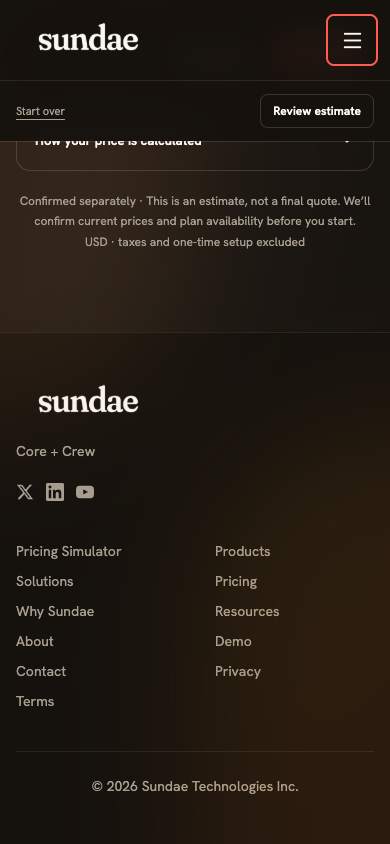 sundae
Start over
Review estimate
How your price is calculated
Confirmed separately · This is an estimate, not a final quote. We’ll
confirm current prices and plan availability before you start.
USD · taxes and one-time setup excluded
sundae
Core + Crew
Pricing Simulator
Products
Solutions
Pricing
Why Sundae
Resources
About
Demo
Contact
Privacy
Terms
© 2026 Sundae Technologies Inc.